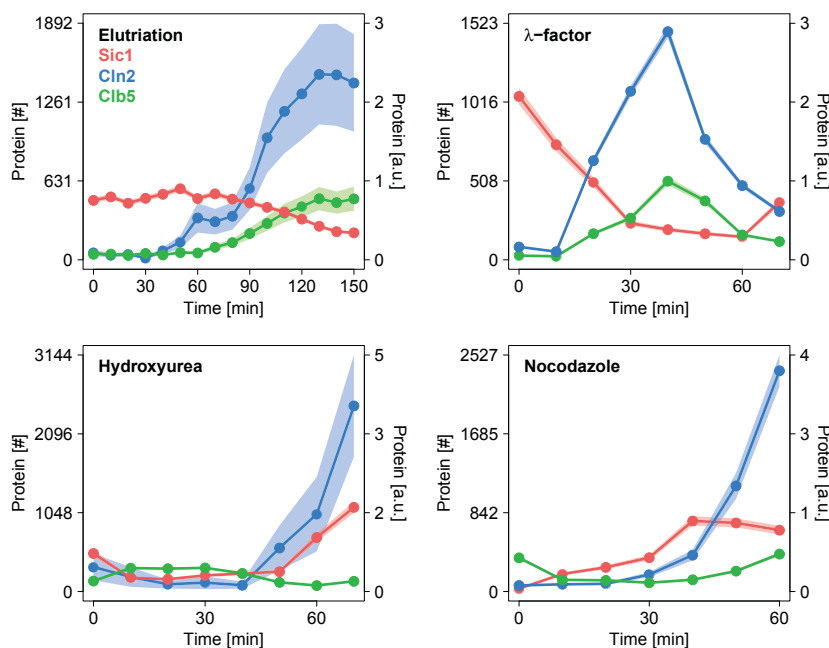 Elutriation
Sic1
Cln2
Clb5
1892
1261
631
0
Protein [#]
3
2
1
0
Protein [a.u.]
0 30 60 90 120 150
Time [min]
λ−factor
1523
1016
508
0
Protein [#]
3
2
1
0
Protein [a.u.]
0 30 60
Time [min]
Hydroxyurea
3144
2096
1048
0
Protein [#]
5
3
2
0
Protein [a.u.]
0 30 60
Time [min]
Nocodazole
2527
1685
842
0
Protein [#]
4
3
1
0
Protein [a.u.]
0 30 60
Time [min]